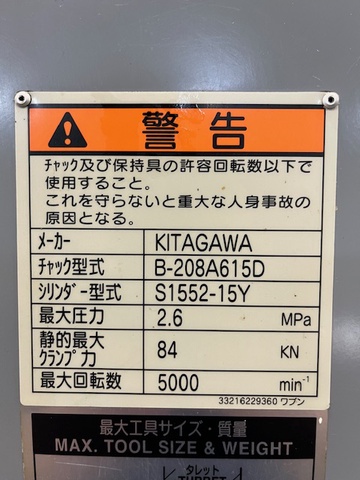 警告
チャック及び保持具の許容回転数以下で
使用すること。
これを守らないと重大な人身事故の
原因となる。
メーカー KITAGAWA
チャック型式 B-208A615D
シリンダー型式 S1552-15Y
最大圧力 2.6 MPa
静的最大
クランプ力 84 KN
最大回転数 5000 min⁻¹
33216229360 ワブン
最大工具サイズ・質量
MAX. TOOL SIZE & WEIGHT
タレット
TURRET